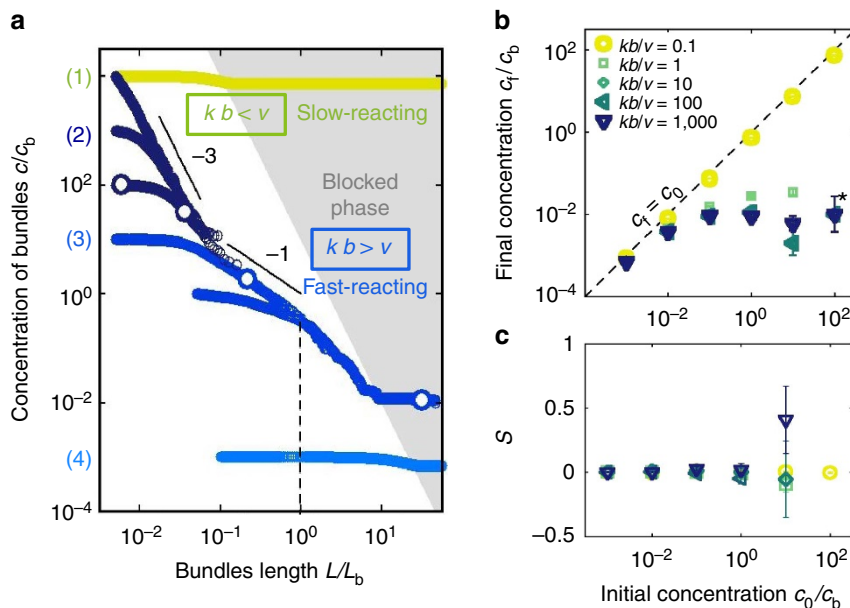 a
Concentration of bundles c/c_b
10^2
10^0
10^−2
10^−4
(1)
(2)
(3)
(4)
k b < v
Slow-reacting
−3
Blocked
phase
−1
k b > v
Fast-reacting
10^−2
10^−1
10^0
10^1
Bundles length L/L_b
b
Final concentration c_f/c_b
10^2
10^0
10^−2
10^−4
kb/v = 0.1
kb/v = 1
kb/v = 10
kb/v = 100
kb/v = 1,000
c_f = c_0
*
10^−2
10^0
10^2
c
S
1
0.5
0
−0.5
10^−2
10^0
10^2
Initial concentration c_0/c_b